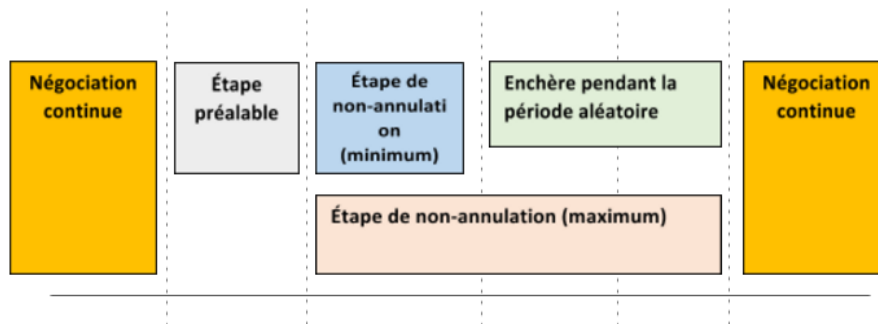 Négociation
continue
Étape
préalable
Étape de
non-annulati
on
(minimum)
Enchère pendant la
période aléatoire
Négociation
continue
Étape de non-annulation (maximum)